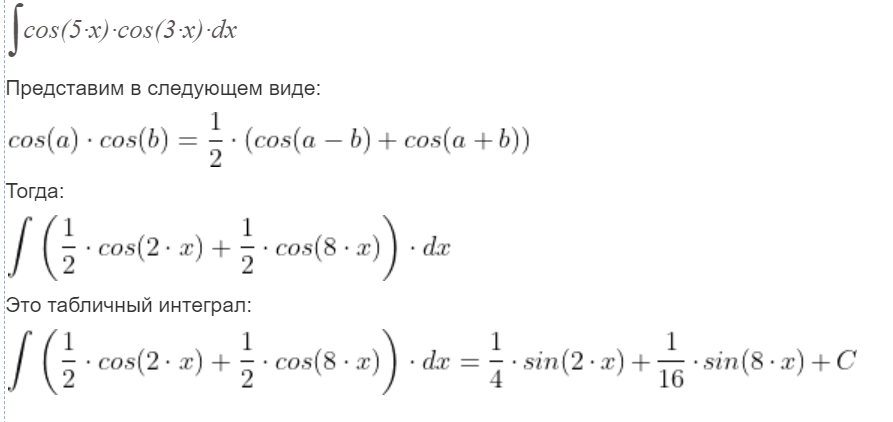 ∫cos(5·x)·cos(3·x)·dx
Представим в следующем виде:
cos(a) · cos(b) = 1/2 · (cos(a − b) + cos(a + b))
Тогда:
∫ (1/2 · cos(2 · x) + 1/2 · cos(8 · x)) · dx
Это табличный интеграл:
∫ (1/2 · cos(2 · x) + 1/2 · cos(8 · x)) · dx = 1/4 · sin(2 · x) + 1/16 · sin(8 · x) + C